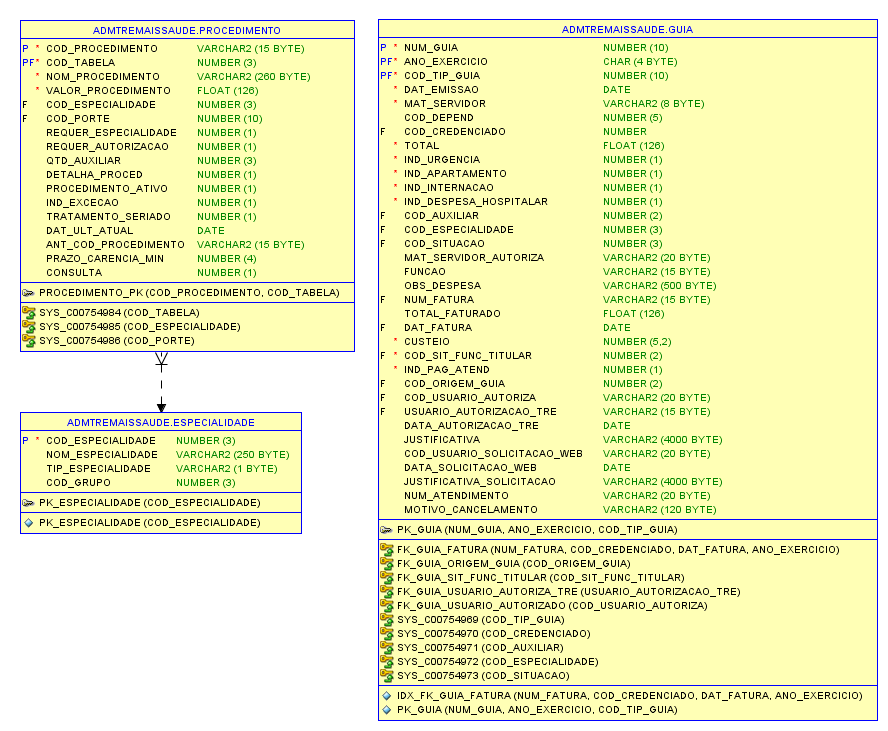 ADMTREMAISSAUDE.PROCEDIMENTO
P * COD_PROCEDIMENTO VARCHAR2 (15 BYTE)
PF* COD_TABELA NUMBER (3)
* NOM_PROCEDIMENTO VARCHAR2 (260 BYTE)
* VALOR_PROCEDIMENTO FLOAT (126)
F COD_ESPECIALIDADE NUMBER (3)
F COD_PORTE NUMBER (10)
REQUER_ESPECIALIDADE NUMBER (1)
REQUER_AUTORIZACAO NUMBER (1)
QTD_AUXILIAR NUMBER (3)
DETALHA_PROCED NUMBER (1)
PROCEDIMENTO_ATIVO NUMBER (1)
IND_EXCECAO NUMBER (1)
TRATAMENTO_SERIADO NUMBER (1)
DAT_ULT_ATUAL DATE
ANT_COD_PROCEDIMENTO VARCHAR2 (15 BYTE)
PRAZO_CARENCIA_MIN NUMBER (4)
CONSULTA NUMBER (1)
PROCEDIMENTO_PK (COD_PROCEDIMENTO, COD_TABELA)
SYS_C00754984 (COD_TABELA)
SYS_C00754985 (COD_ESPECIALIDADE)
SYS_C00754986 (COD_PORTE)
ADMTREMAISSAUDE.ESPECIALIDADE
P * COD_ESPECIALIDADE NUMBER (3)
NOM_ESPECIALIDADE VARCHAR2 (250 BYTE)
TIP_ESPECIALIDADE VARCHAR2 (1 BYTE)
COD_GRUPO NUMBER (3)
PK_ESPECIALIDADE (COD_ESPECIALIDADE)
PK_ESPECIALIDADE (COD_ESPECIALIDADE)
ADMTREMAISSAUDE.GUIA
P * NUM_GUIA NUMBER (10)
PF* ANO_EXERCICIO CHAR (4 BYTE)
PF* COD_TIP_GUIA NUMBER (10)
* DAT_EMISSAO DATE
* MAT_SERVIDOR VARCHAR2 (8 BYTE)
COD_DEPEND NUMBER (5)
F COD_CREDENCIADO NUMBER
* TOTAL FLOAT (126)
* IND_URGENCIA NUMBER (1)
* IND_APARTAMENTO NUMBER (1)
* IND_INTERNACAO NUMBER (1)
* IND_DESPESA_HOSPITALAR NUMBER (1)
F COD_AUXILIAR NUMBER (2)
F COD_ESPECIALIDADE NUMBER (3)
F COD_SITUACAO NUMBER (3)
MAT_SERVIDOR_AUTORIZA VARCHAR2 (20 BYTE)
FUNCAO VARCHAR2 (15 BYTE)
OBS_DESPESA VARCHAR2 (500 BYTE)
F NUM_FATURA VARCHAR2 (15 BYTE)
TOTAL_FATURADO FLOAT (126)
F DAT_FATURA DATE
* CUSTEIO NUMBER (5,2)
F * COD_SIT_FUNC_TITULAR NUMBER (2)
* IND_PAG_ATEND NUMBER (1)
F COD_ORIGEM_GUIA NUMBER (2)
F COD_USUARIO_AUTORIZA VARCHAR2 (20 BYTE)
F USUARIO_AUTORIZACAO_TRE VARCHAR2 (15 BYTE)
DATA_AUTORIZACAO_TRE DATE
JUSTIFICATIVA VARCHAR2 (4000 BYTE)
COD_USUARIO_SOLICITACAO_WEB VARCHAR2 (20 BYTE)
DATA_SOLICITACAO_WEB DATE
JUSTIFICATIVA_SOLICITACAO VARCHAR2 (4000 BYTE)
NUM_ATENDIMENTO VARCHAR2 (20 BYTE)
MOTIVO_CANCELAMENTO VARCHAR2 (120 BYTE)
PK_GUIA (NUM_GUIA, ANO_EXERCICIO, COD_TIP_GUIA)
FK_GUIA_FATURA (NUM_FATURA, COD_CREDENCIADO, DAT_FATURA, ANO_EXERCICIO)
FK_GUIA_ORIGEM_GUIA (COD_ORIGEM_GUIA)
FK_GUIA_SIT_FUNC_TITULAR (COD_SIT_FUNC_TITULAR)
FK_GUIA_USUARIO_AUTORIZA_TRE (USUARIO_AUTORIZACAO_TRE)
FK_GUIA_USUARIO_AUTORIZADO (COD_USUARIO_AUTORIZA)
SYS_C00754969 (COD_TIP_GUIA)
SYS_C00754970 (COD_CREDENCIADO)
SYS_C00754971 (COD_AUXILIAR)
SYS_C00754972 (COD_ESPECIALIDADE)
SYS_C00754973 (COD_SITUACAO)
IDX_FK_GUIA_FATURA (NUM_FATURA, COD_CREDENCIADO, DAT_FATURA, ANO_EXERCICIO)
PK_GUIA (NUM_GUIA, ANO_EXERCICIO, COD_TIP_GUIA)